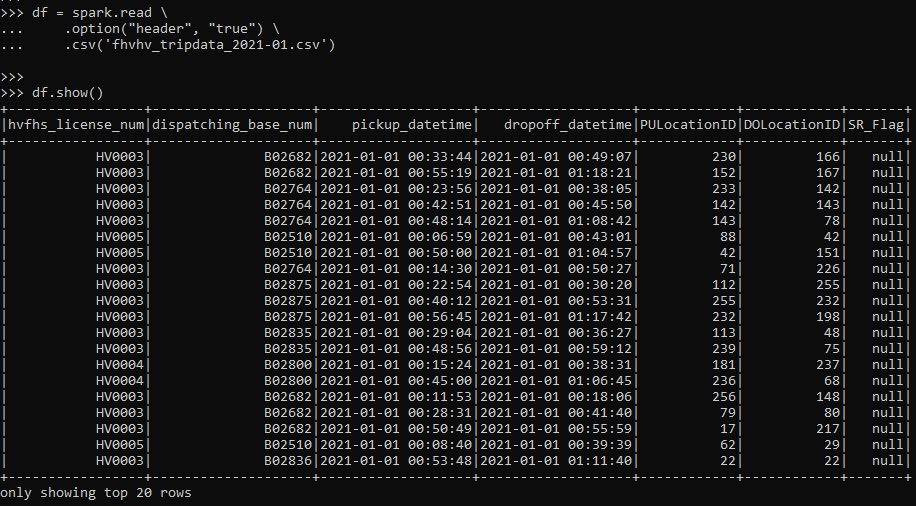 >>> df = spark.read \
...     .option("header", "true") \
...     .csv('fhvhv_tripdata_2021-01.csv')
>>>
>>> df.show()
+-----------------+--------------------+-------------------+-------------------+------------+------------+-------+
|hvfhs_license_num|dispatching_base_num|    pickup_datetime|   dropoff_datetime|PULocationID|DOLocationID|SR_Flag|
+-----------------+--------------------+-------------------+-------------------+------------+------------+-------+
|           HV0003|              B02682|2021-01-01 00:33:44|2021-01-01 00:49:07|         230|         166|   null|
|           HV0003|              B02682|2021-01-01 00:55:19|2021-01-01 01:18:21|         152|         167|   null|
|           HV0003|              B02764|2021-01-01 00:23:56|2021-01-01 00:38:05|         233|         142|   null|
|           HV0003|              B02764|2021-01-01 00:42:51|2021-01-01 00:45:50|         142|         143|   null|
|           HV0003|              B02764|2021-01-01 00:48:14|2021-01-01 01:08:42|         143|          78|   null|
|           HV0005|              B02510|2021-01-01 00:06:59|2021-01-01 00:43:01|          88|          42|   null|
|           HV0005|              B02510|2021-01-01 00:50:00|2021-01-01 01:04:57|          42|         151|   null|
|           HV0003|              B02764|2021-01-01 00:14:30|2021-01-01 00:50:27|          71|         226|   null|
|           HV0003|              B02875|2021-01-01 00:22:54|2021-01-01 00:30:20|         112|         255|   null|
|           HV0003|              B02875|2021-01-01 00:40:12|2021-01-01 00:53:31|         255|         232|   null|
|           HV0003|              B02875|2021-01-01 00:56:45|2021-01-01 01:17:42|         232|         198|   null|
|           HV0003|              B02835|2021-01-01 00:29:04|2021-01-01 00:36:27|         113|          48|   null|
|           HV0003|              B02835|2021-01-01 00:48:56|2021-01-01 00:59:12|         239|          75|   null|
|           HV0004|              B02800|2021-01-01 00:15:24|2021-01-01 00:38:31|         181|         237|   null|
|           HV0004|              B02800|2021-01-01 00:45:00|2021-01-01 01:06:45|         236|          68|   null|
|           HV0003|              B02682|2021-01-01 00:11:53|2021-01-01 00:18:06|         256|         148|   null|
|           HV0003|              B02682|2021-01-01 00:28:31|2021-01-01 00:41:40|          79|          80|   null|
|           HV0003|              B02682|2021-01-01 00:50:49|2021-01-01 00:55:59|          17|         217|   null|
|           HV0005|              B02510|2021-01-01 00:08:40|2021-01-01 00:39:39|          62|          29|   null|
|           HV0003|              B02836|2021-01-01 00:53:48|2021-01-01 01:11:40|          22|          22|   null|
+-----------------+--------------------+-------------------+-------------------+------------+------------+-------+
only showing top 20 rows